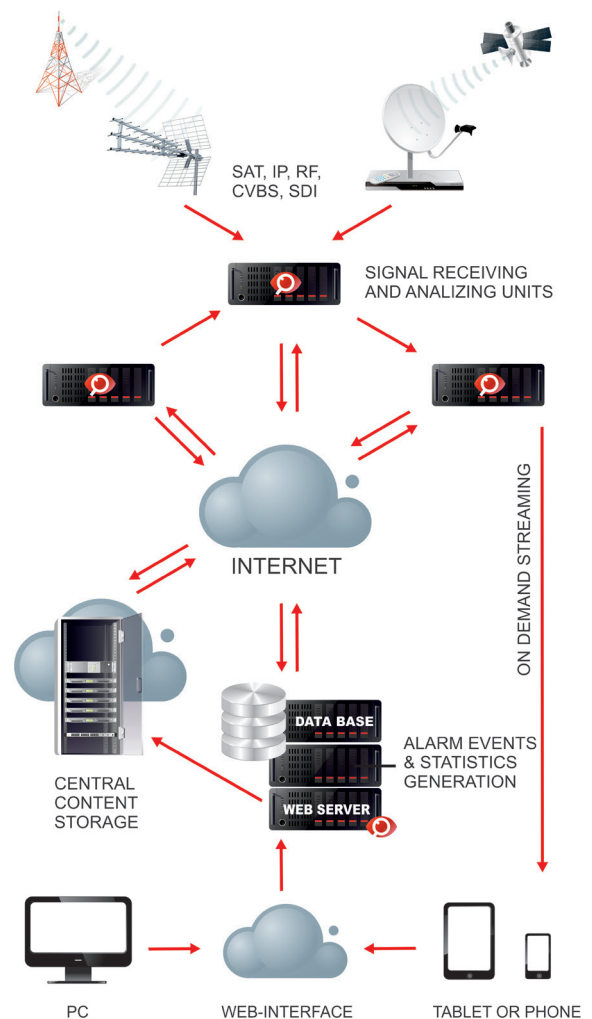 SAT, IP, RF,
CVBS, SDI
SIGNAL RECEIVING
AND ANALIZING UNITS
INTERNET
ON DEMAND STREAMING
DATA BASE
ALARM EVENTS
& STATISTICS
GENERATION
WEB SERVER
CENTRAL
CONTENT
STORAGE
PC
WEB-INTERFACE
TABLET OR PHONE